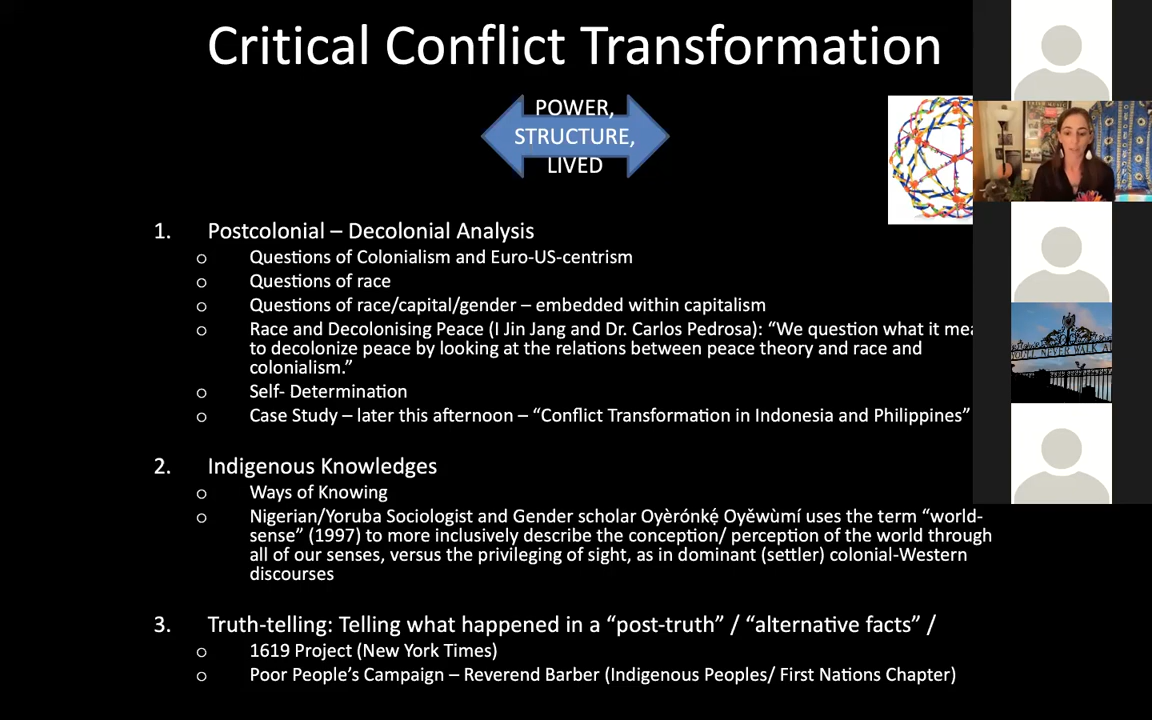 Critical Conflict Transformation
POWER,
STRUCTURE,
LIVED
1. Postcolonial – Decolonial Analysis
o Questions of Colonialism and Euro-US-centrism
o Questions of race
o Questions of race/capital/gender – embedded within capitalism
o Race and Decolonising Peace (I Jin Jang and Dr. Carlos Pedrosa): “We question what it mea
to decolonize peace by looking at the relations between peace theory and race and
colonialism.”
o Self- Determination
o Case Study – later this afternoon – “Conflict Transformation in Indonesia and Philippines”
2. Indigenous Knowledges
o Ways of Knowing
o Nigerian/Yoruba Sociologist and Gender scholar Oyèrónkẹ́ Oyěwùmí uses the term “world-
sense” (1997) to more inclusively describe the conception/ perception of the world through
all of our senses, versus the privileging of sight, as in dominant (settler) colonial-Western
discourses
3. Truth-telling: Telling what happened in a “post-truth” / “alternative facts” /
o 1619 Project (New York Times)
o Poor People’s Campaign – Reverend Barber (Indigenous Peoples/ First Nations Chapter)
NEVER WALK